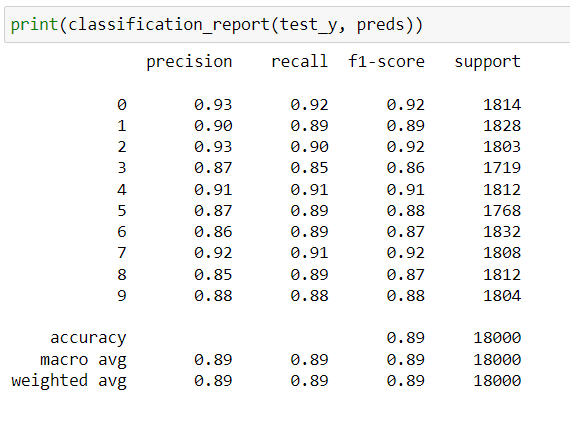 print(classification_report(test_y, preds))
precision recall f1-score support
0 0.93 0.92 0.92 1814
1 0.90 0.89 0.89 1828
2 0.93 0.90 0.92 1803
3 0.87 0.85 0.86 1719
4 0.91 0.91 0.91 1812
5 0.87 0.89 0.88 1768
6 0.86 0.89 0.87 1832
7 0.92 0.91 0.92 1808
8 0.85 0.89 0.87 1812
9 0.88 0.88 0.88 1804
accuracy 0.89 18000
macro avg 0.89 0.89 0.89 18000
weighted avg 0.89 0.89 0.89 18000